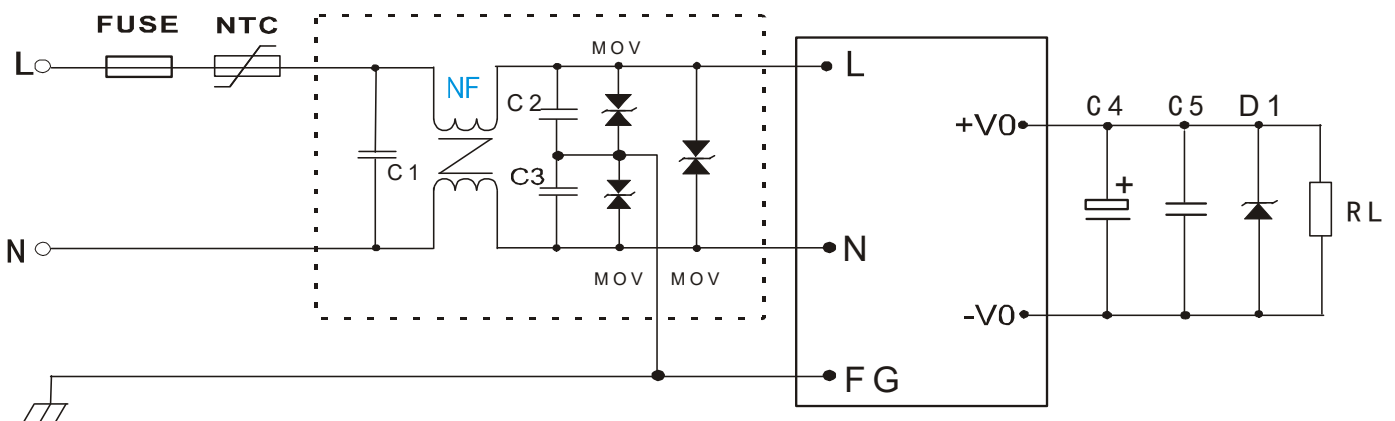 FUSE NTC
MOV
L
L
NF
C2
C4 C5 D1
+V0
C1
C3
+
RL
N
N
MOV MOV
-V0
FG